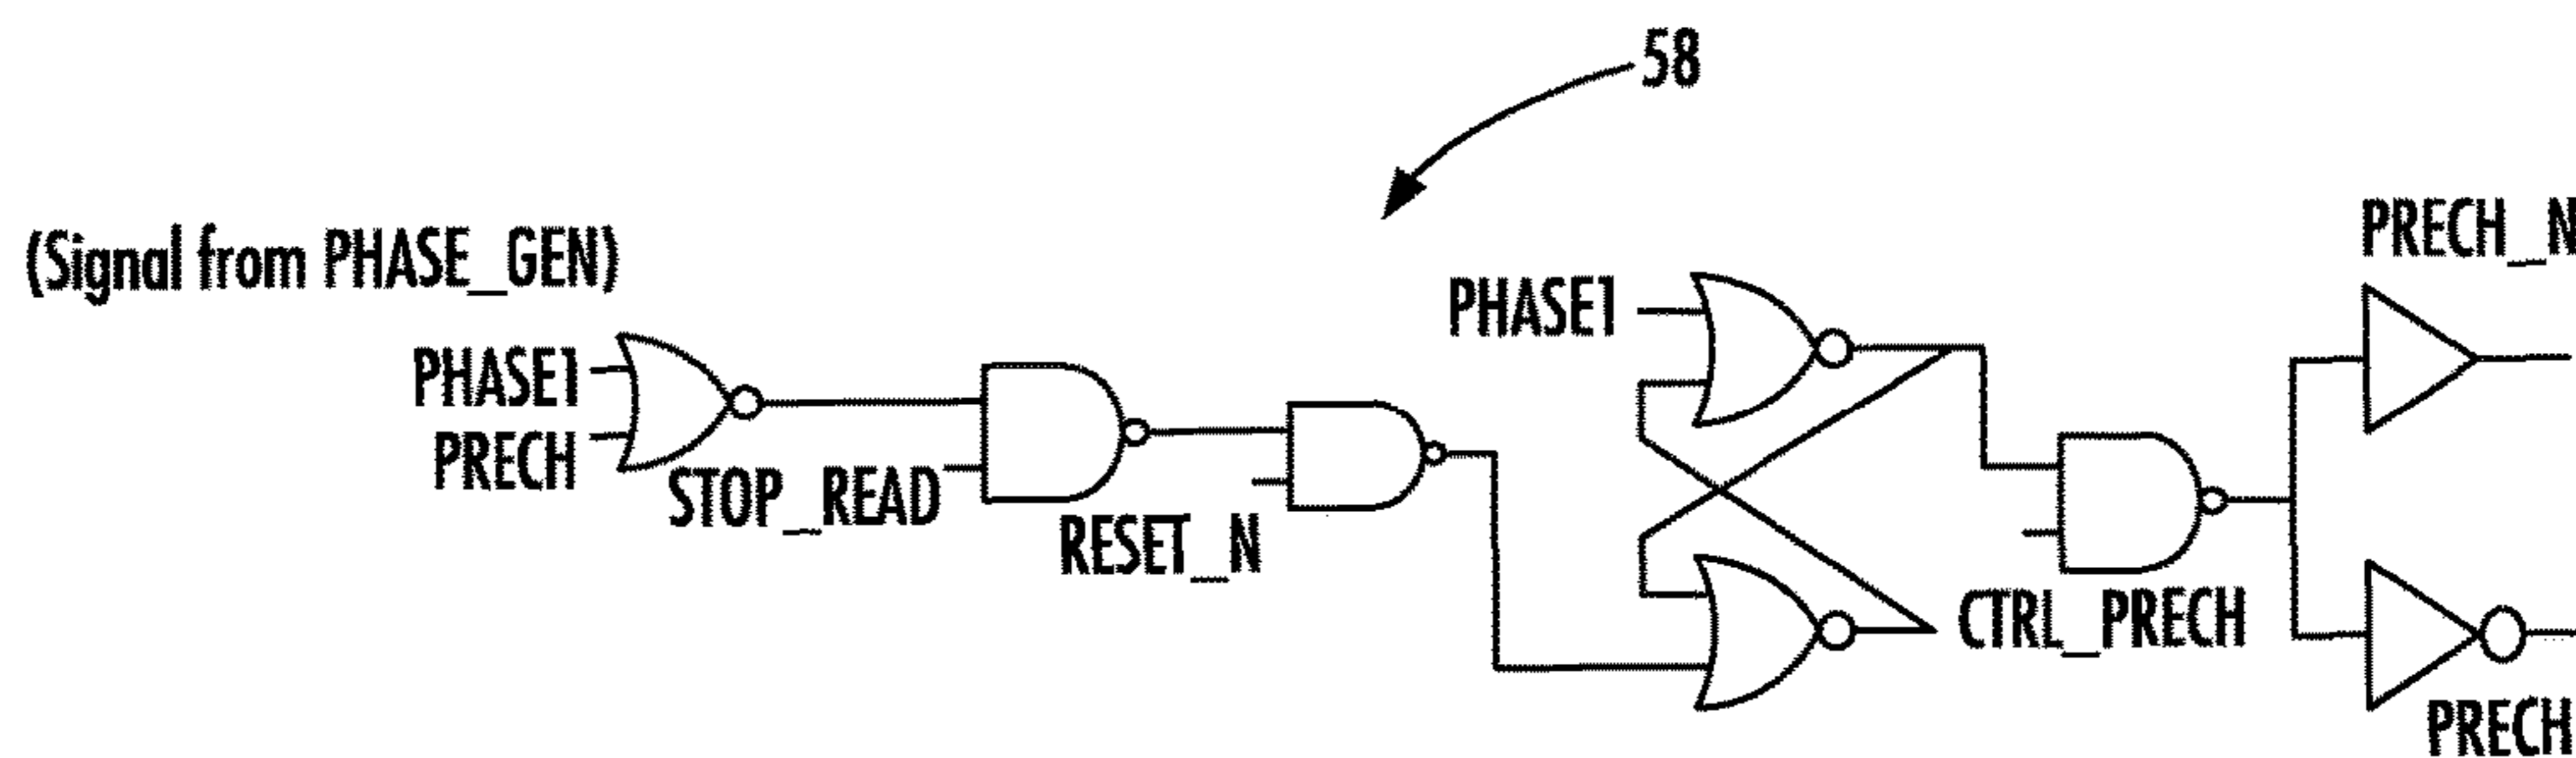 58
(Signal from PHASE_GEN)
PHASE1
PRECH
STOP_READ
RESET_N
PHASE1
CTRL_PRECH
PRECH_N
PRECH